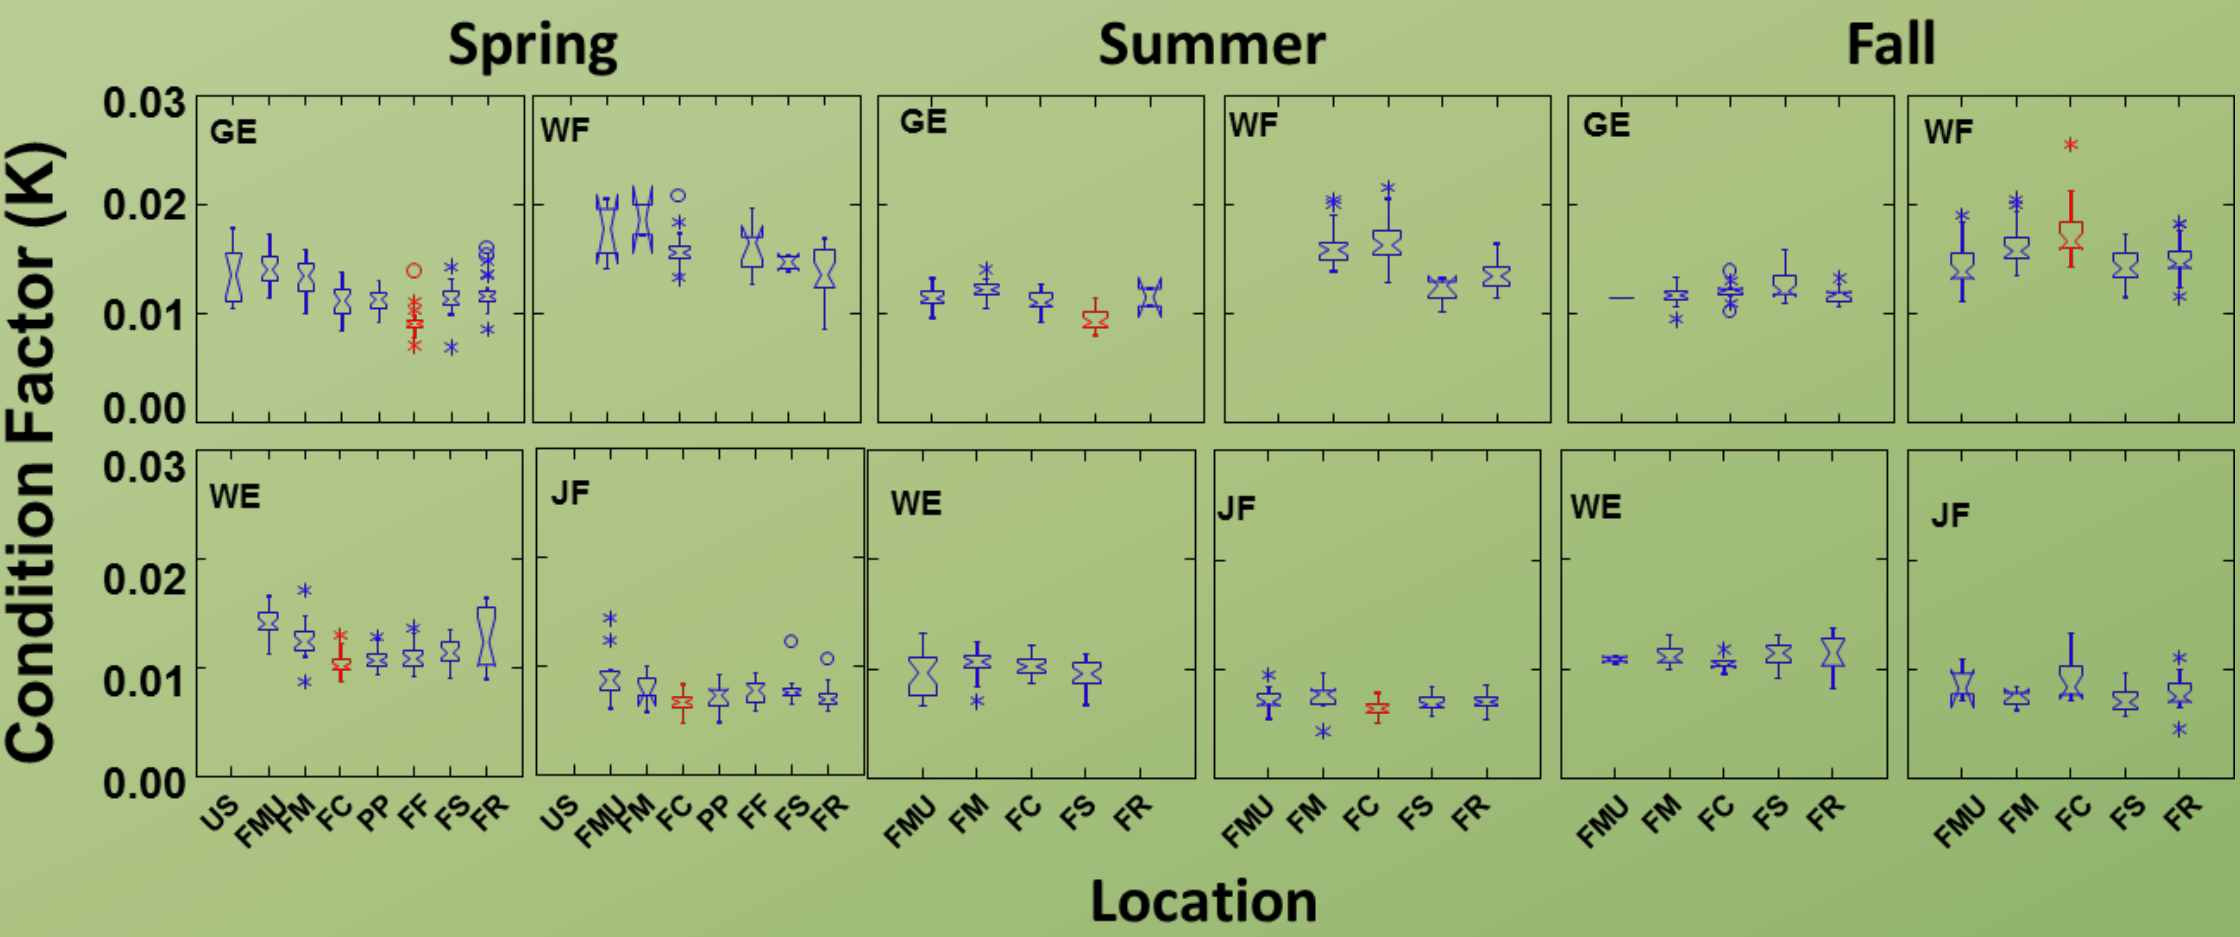 Spring Summer Fall
Condition Factor (K)
0.03
0.02
0.01
0.00
GE WF GE WF GE WF
0.03
0.02
0.01
0.00
WE JF WE JF WE JF
US FMU FM FC PP FF FS FR US FMU FM FC PP FF FS FR FMU FM FC FS FR FMU FM FC FS FR FMU FM FC FS FR FMU FM FC FS FR
Location